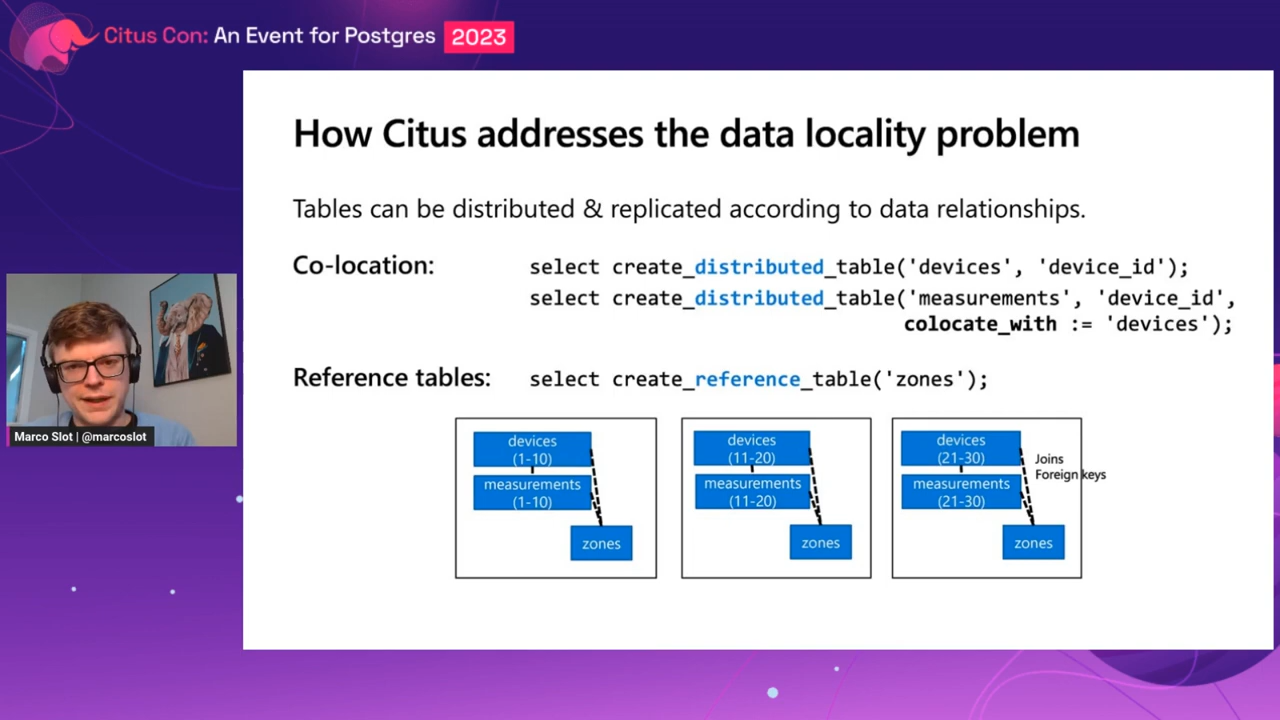 Citus Con: An Event for Postgres 2023
How Citus addresses the data locality problem
Tables can be distributed & replicated according to data relationships.
Co-location: select create_distributed_table('devices', 'device_id');
select create_distributed_table('measurements', 'device_id',
colocate_with := 'devices');
Reference tables: select create_reference_table('zones');
devices
(1-10)
measurements
(1-10)
zones
devices
(11-20)
measurements
(11-20)
zones
devices
(21-30)
measurements
(21-30)
zones
Joins
Foreign keys
Marco Slot | @marcoslot